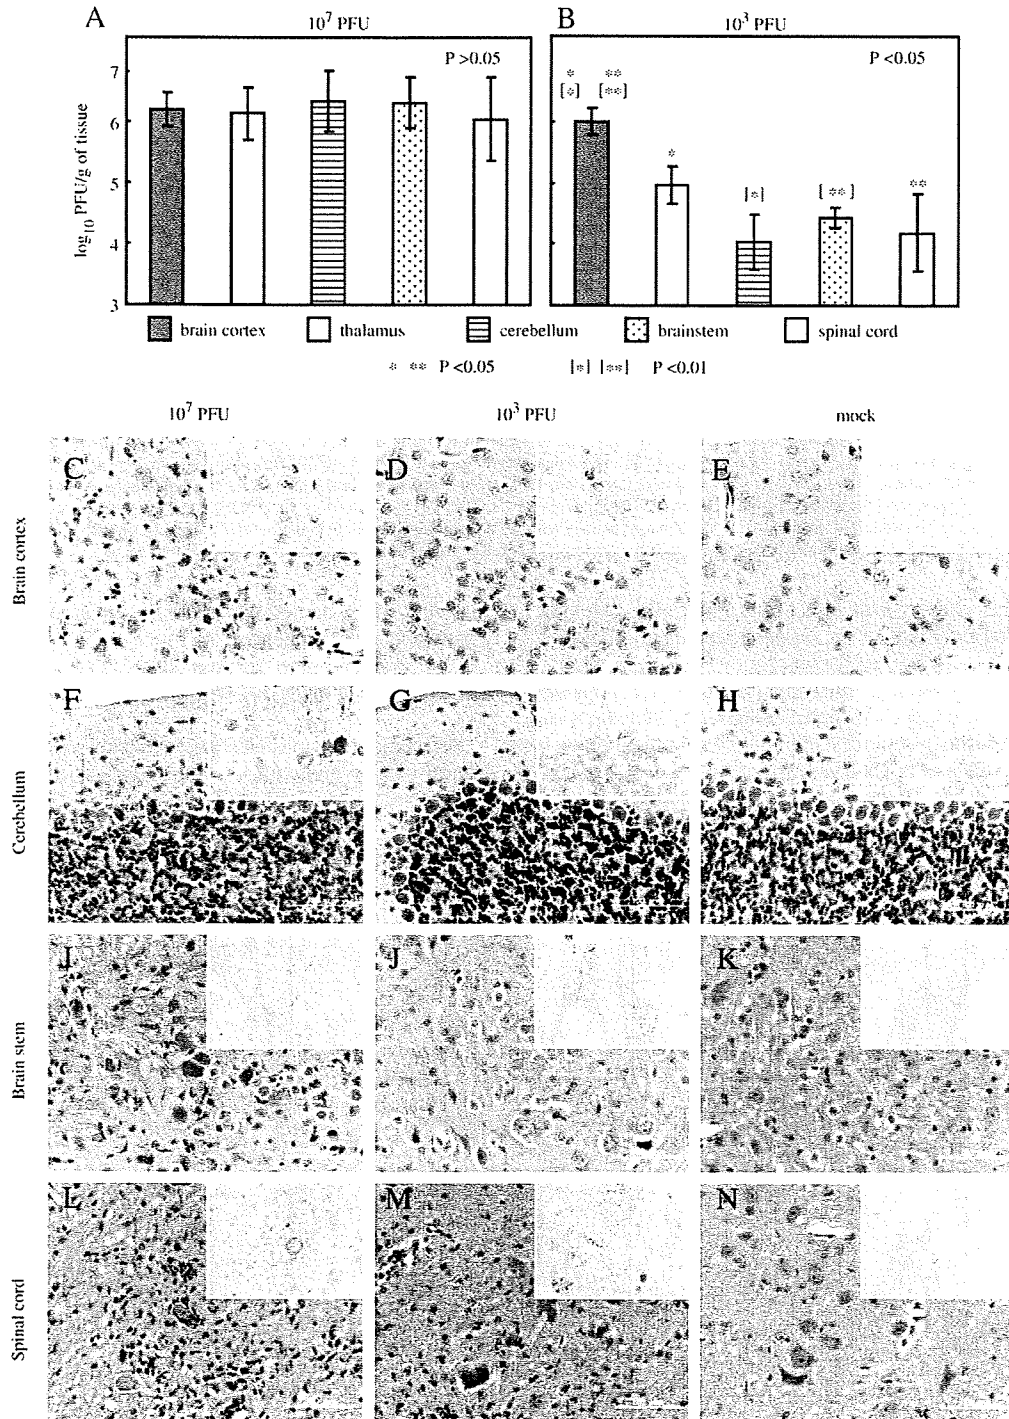 A 10⁷ PFU
B 10³ PFU
P >0.05
P <0.05
* **
[*] [**]
* [*] [**] **
7
6
5
4
3
log₁₀ PFU/g of tissue
brain cortex thalamus cerebellum brainstem spinal cord
* ** P <0.05 [*] [**] P <0.01
10⁷ PFU 10³ PFU mock
Brain cortex
C D E
Cerebellum
F G H
Brain stem
I J K
Spinal cord
L M N